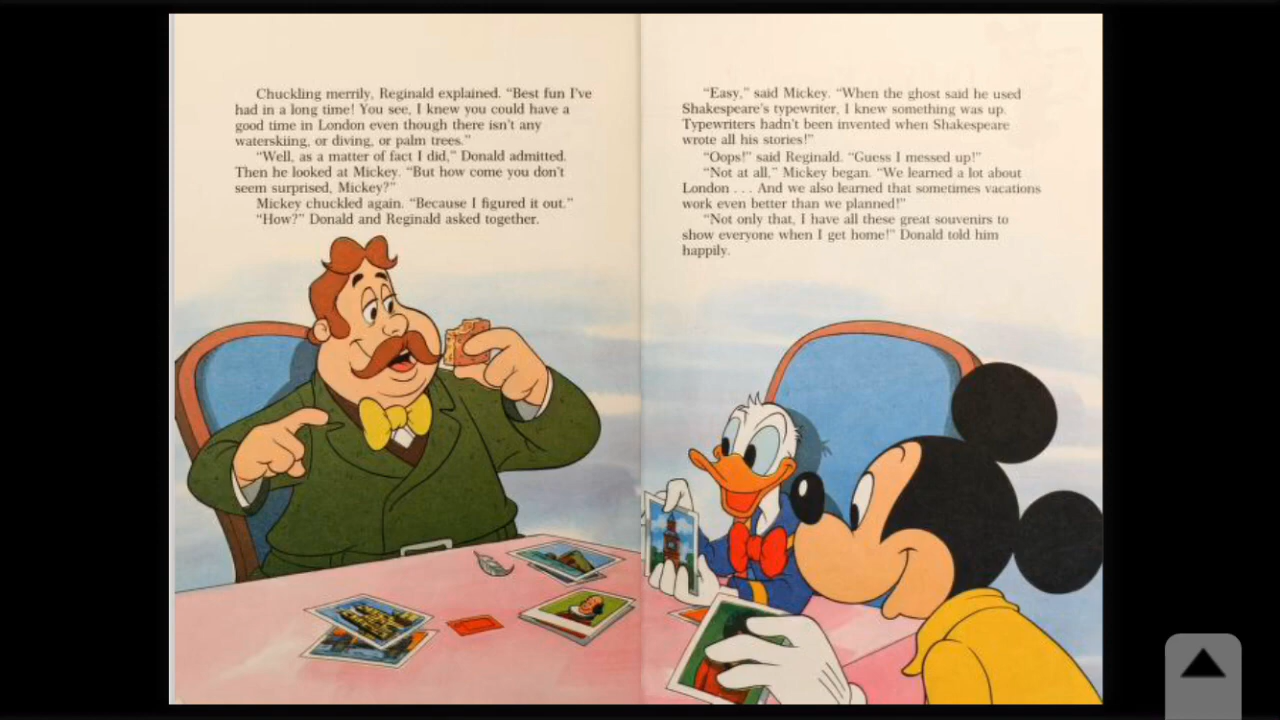 Chuckling merrily, Reginald explained. “Best fun I’ve
had in a long time! You see, I knew you could have a
good time in London even though there isn’t any
waterskiing, or diving, or palm trees.”
“Well, as a matter of fact I did,” Donald admitted.
Then he looked at Mickey. “But how come you don’t
seem surprised, Mickey?”
Mickey chuckled again. “Because I figured it out.”
“How?” Donald and Reginald asked together.
“Easy,” said Mickey. “When the ghost said he used
Shakespeare’s typewriter, I knew something was up.
Typewriters hadn’t been invented when Shakespeare
wrote all his stories!”
“Oops!” said Reginald. “Guess I messed up!”
“Not at all,” Mickey began. “We learned a lot about
London . . . And we also learned that sometimes vacations
work even better than we planned!”
“Not only that, I have all these great souvenirs to
show everyone when I get home!” Donald told him
happily.